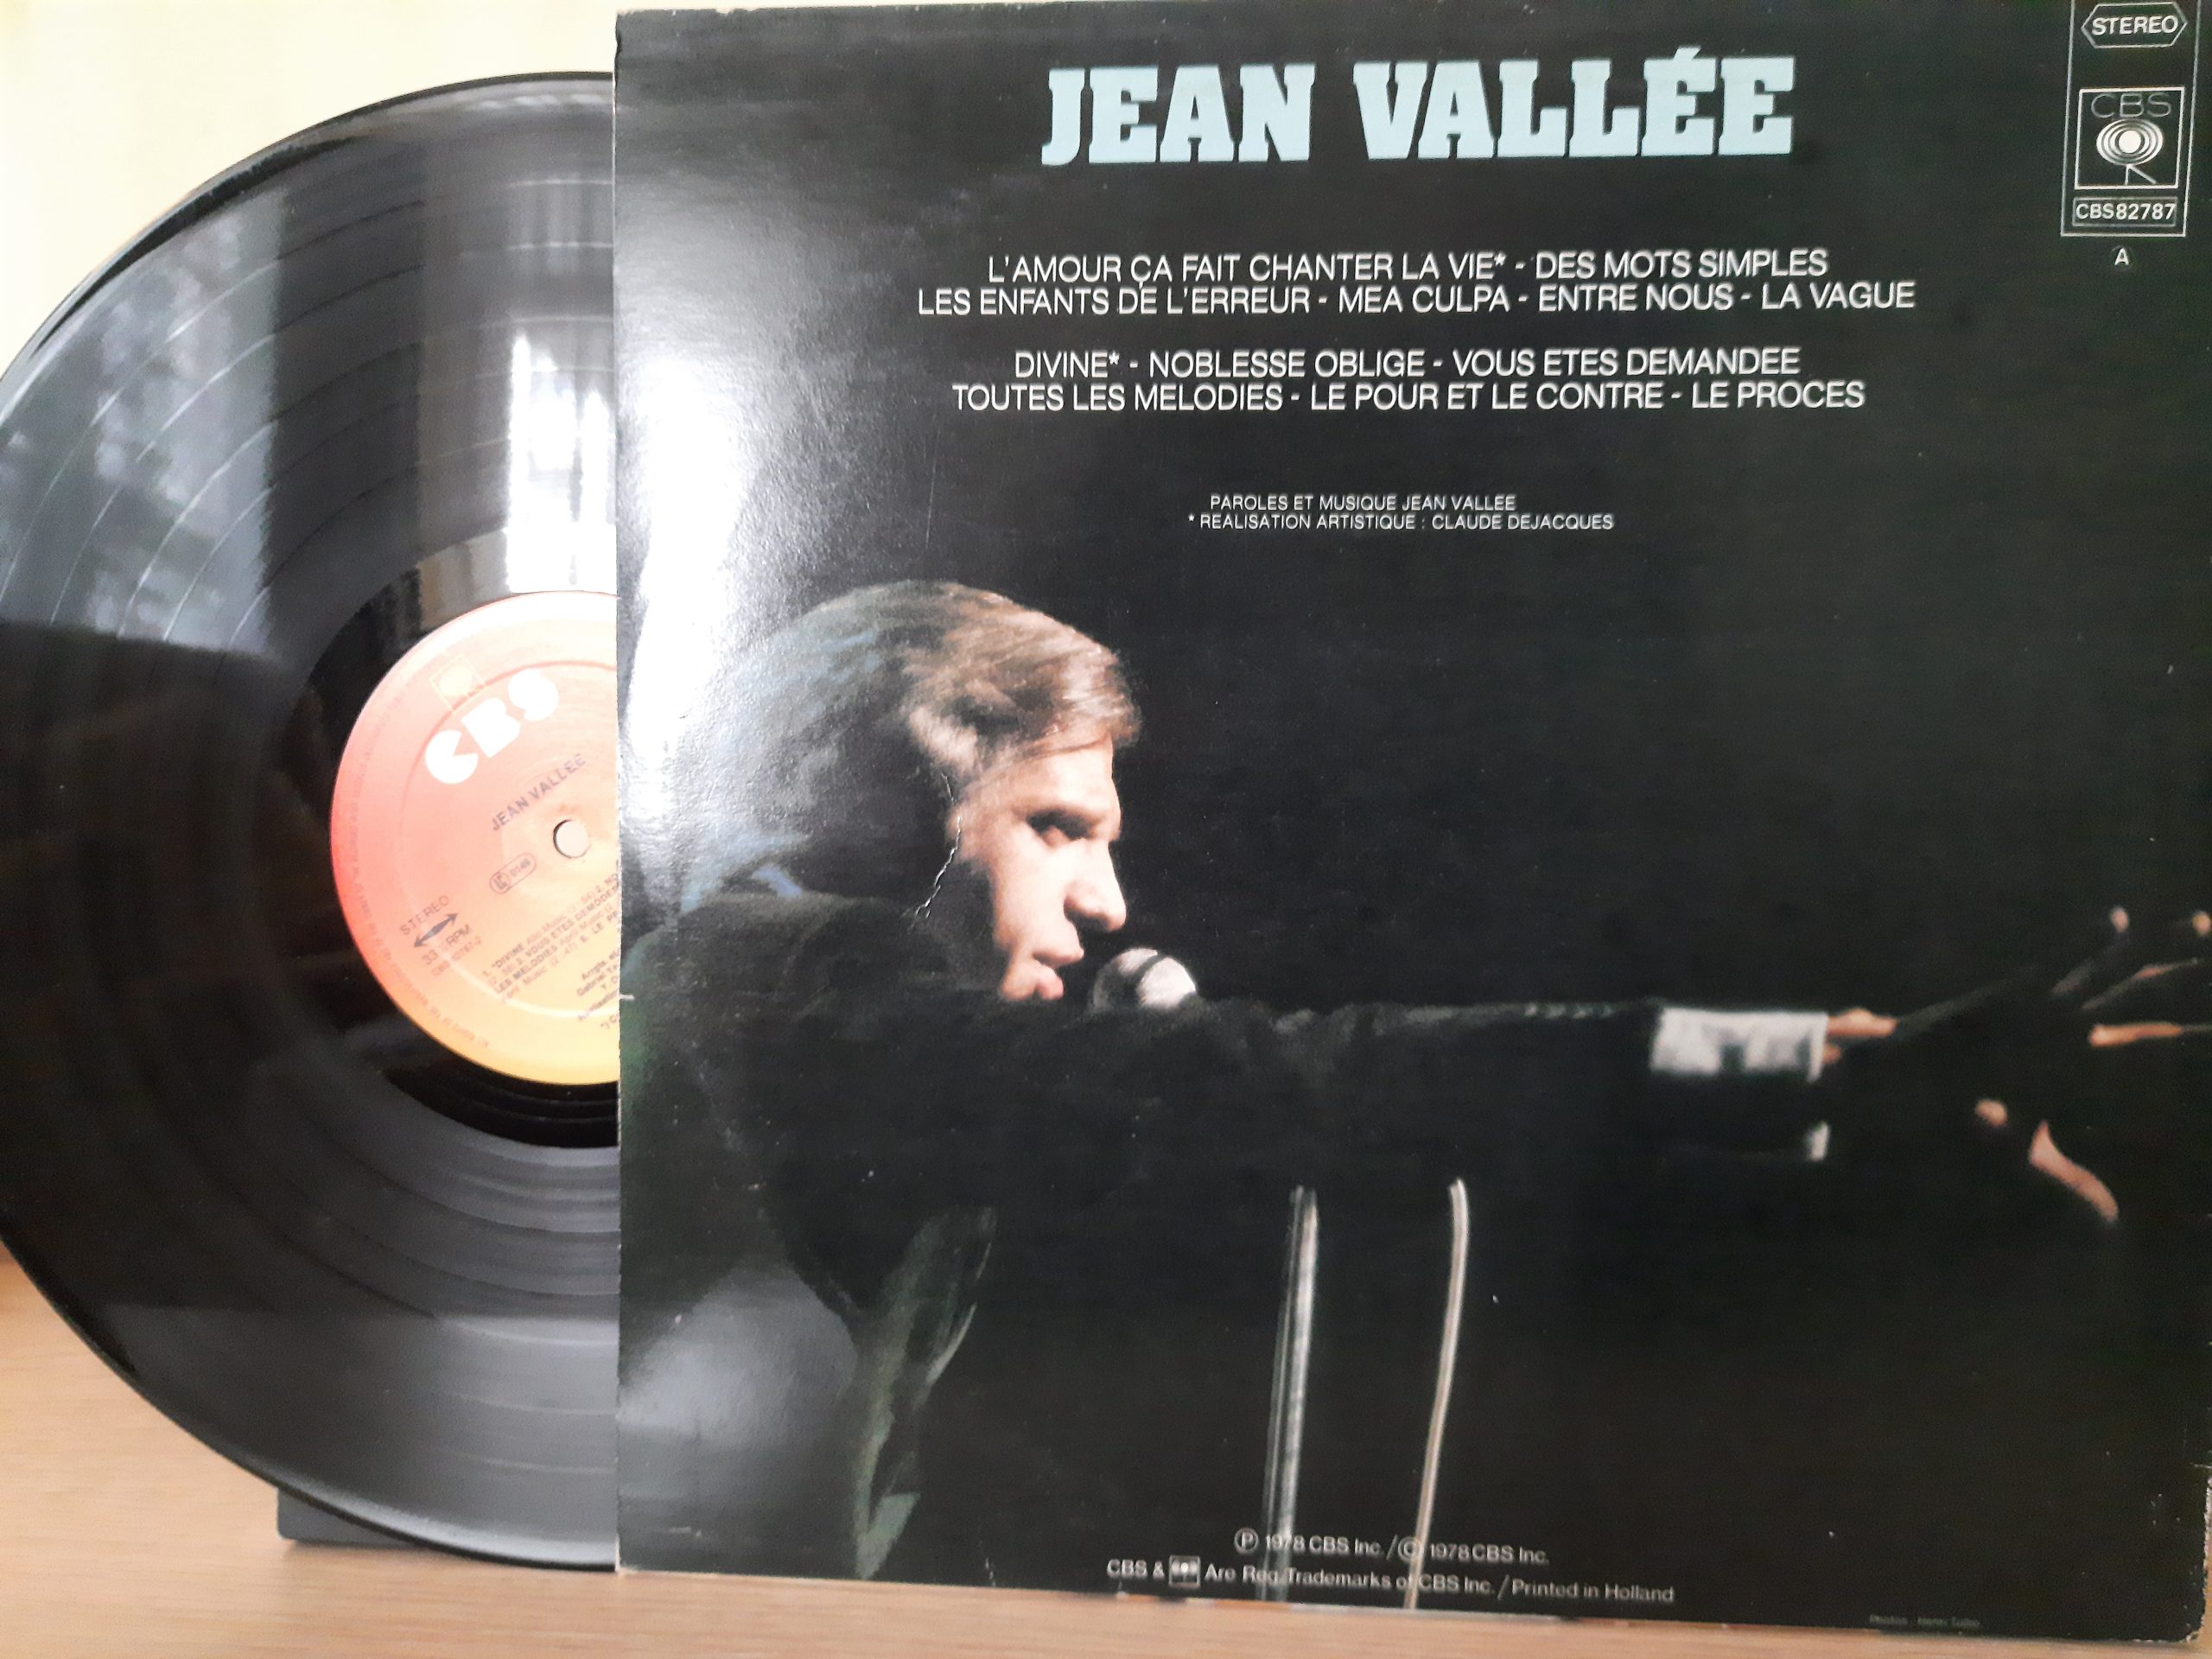 JEAN VALLÉE
STEREO
CBS
CBS82787
A
L'AMOUR ÇA FAIT CHANTER LA VIE* - DES MOTS SIMPLES
LES ENFANTS DE L'ERREUR - MEA CULPA - ENTRE NOUS - LA VAGUE
DIVINE* - NOBLESSE OBLIGE - VOUS ETES DEMANDEE
TOUTES LES MELODIES - LE POUR ET LE CONTRE - LE PROCES
PAROLES ET MUSIQUE JEAN VALLEE
* REALISATION ARTISTIQUE : CLAUDE DEJACQUES
CBS
JEAN VALLÉE
STEREO
33 RPM
Ⓟ 1978 CBS Inc. / © 1978 CBS Inc.
CBS & Are Reg. Trademarks of CBS Inc. / Printed in Holland